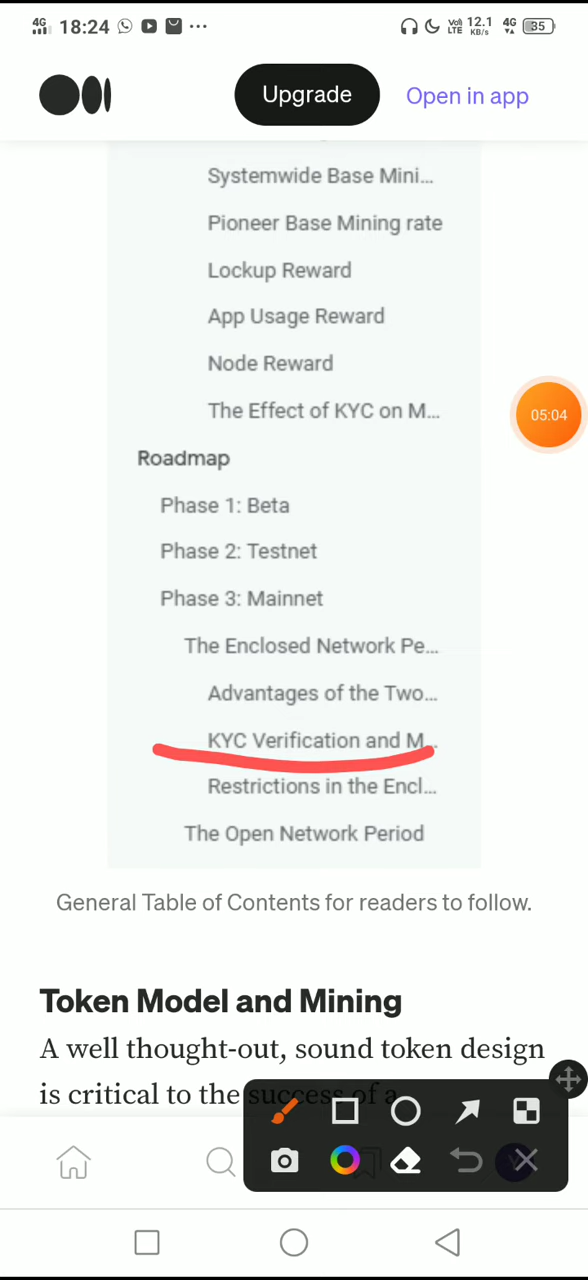 4G 18:24 ... Vo) LTE 12.1 KB/s 4G 35
Upgrade
Open in app
Systemwide Base Mini...
Pioneer Base Mining rate
Lockup Reward
App Usage Reward
Node Reward
The Effect of KYC on M...
05:04
Roadmap
Phase 1: Beta
Phase 2: Testnet
Phase 3: Mainnet
The Enclosed Network Pe...
Advantages of the Two...
KYC Verification and M...
Restrictions in the Encl...
The Open Network Period
General Table of Contents for readers to follow.
Token Model and Mining
A well thought-out, sound token design
is critical to the success of a